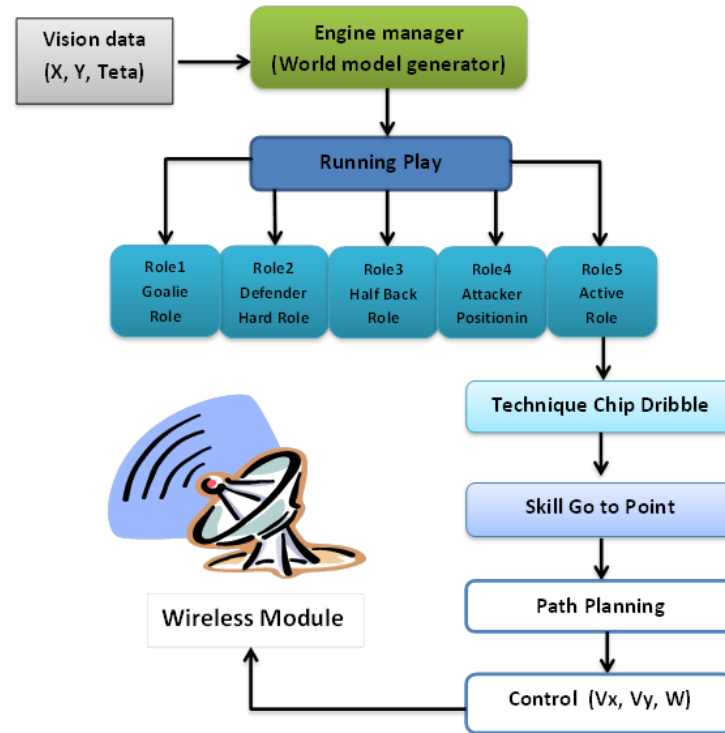 Vision data
(X, Y, Teta)
Engine manager
(World model generator)
Running Play
Role1
Goalie
Role
Role2
Defender
Hard Role
Role3
Half Back
Role
Role4
Attacker
Positionin
Role5
Active
Role
Technique Chip Dribble
Skill Go to Point
Path Planning
Control (Vx, Vy, W)
Wireless Module